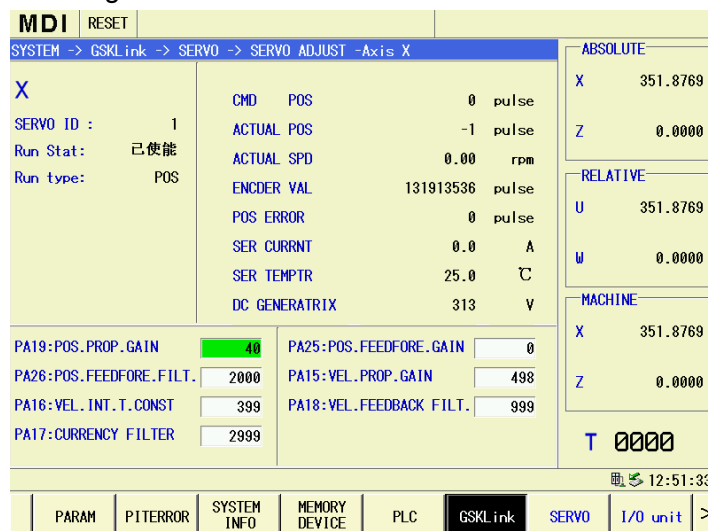 MDI RESET
SYSTEM -> GSKLink -> SERVO -> SERVO ADJUST -Axis X
X
SERVO ID : 1
Run Stat: 己使能
Run type: POS
CMD POS 0 pulse
ACTUAL POS -1 pulse
ACTUAL SPD 0.00 rpm
ENCDER VAL 131913536 pulse
POS ERROR 0 pulse
SER CURRNT 0.0 A
SER TEMPTR 25.0 ℃
DC GENERATRIX 313 V
PA19:POS.PROP.GAIN 40
PA25:POS.FEEDFORE.GAIN 0
PA26:POS.FEEDFORE.FILT. 2000
PA15:VEL.PROP.GAIN 498
PA16:VEL.INT.T.CONST 399
PA18:VEL.FEEDBACK FILT. 999
PA17:CURRENCY FILTER 2999
ABSOLUTE
X 351.8769
Z 0.0000
RELATIVE
U 351.8769
W 0.0000
MACHINE
X 351.8769
Z 0.0000
T 0000
12:51:33
PARAM
PITERROR
SYSTEM
INFO
MEMORY
DEVICE
PLC
GSKLink
SERVO
I/O unit
>